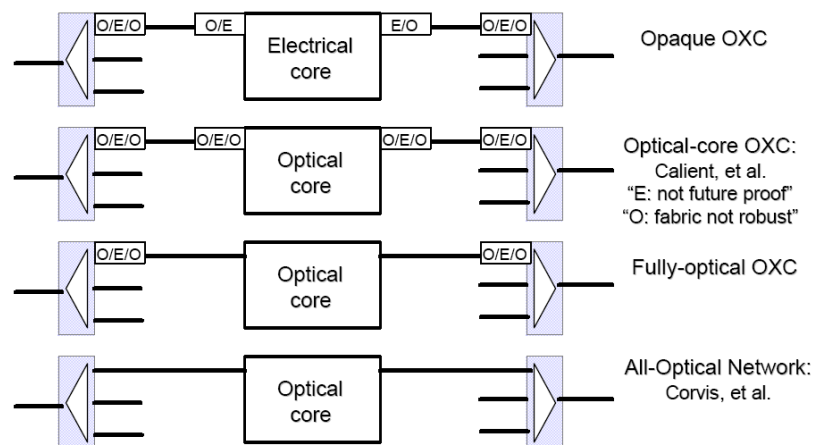 O/E/O O/E Electrical core E/O O/E/O Opaque OXC
O/E/O O/E/O Optical core O/E/O O/E/O Optical-core OXC:
Calient, et al.
“E: not future proof”
“O: fabric not robust”
O/E/O Optical core O/E/O Fully-optical OXC
Optical core All-Optical Network:
Corvis, et al.